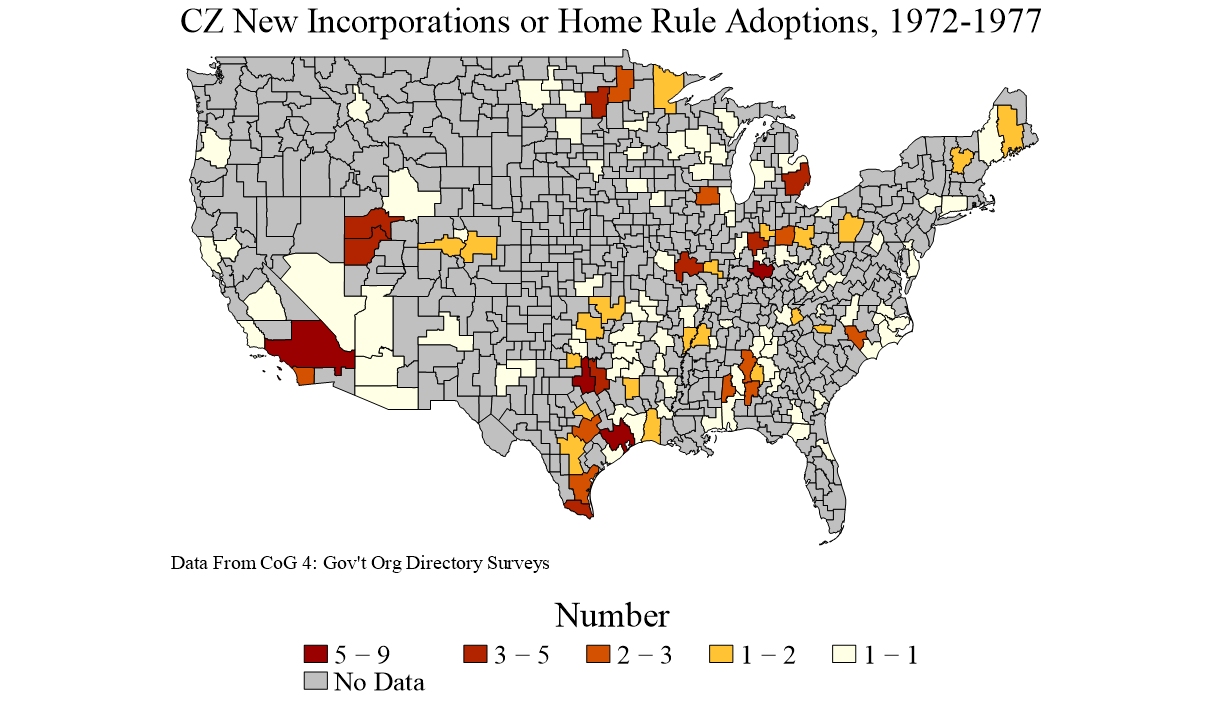 CZ New Incorporations or Home Rule Adoptions, 1972-1977
Data From CoG 4: Gov't Org Directory Surveys
Number
5 − 9 3 − 5 2 − 3 1 − 2 1 − 1
No Data